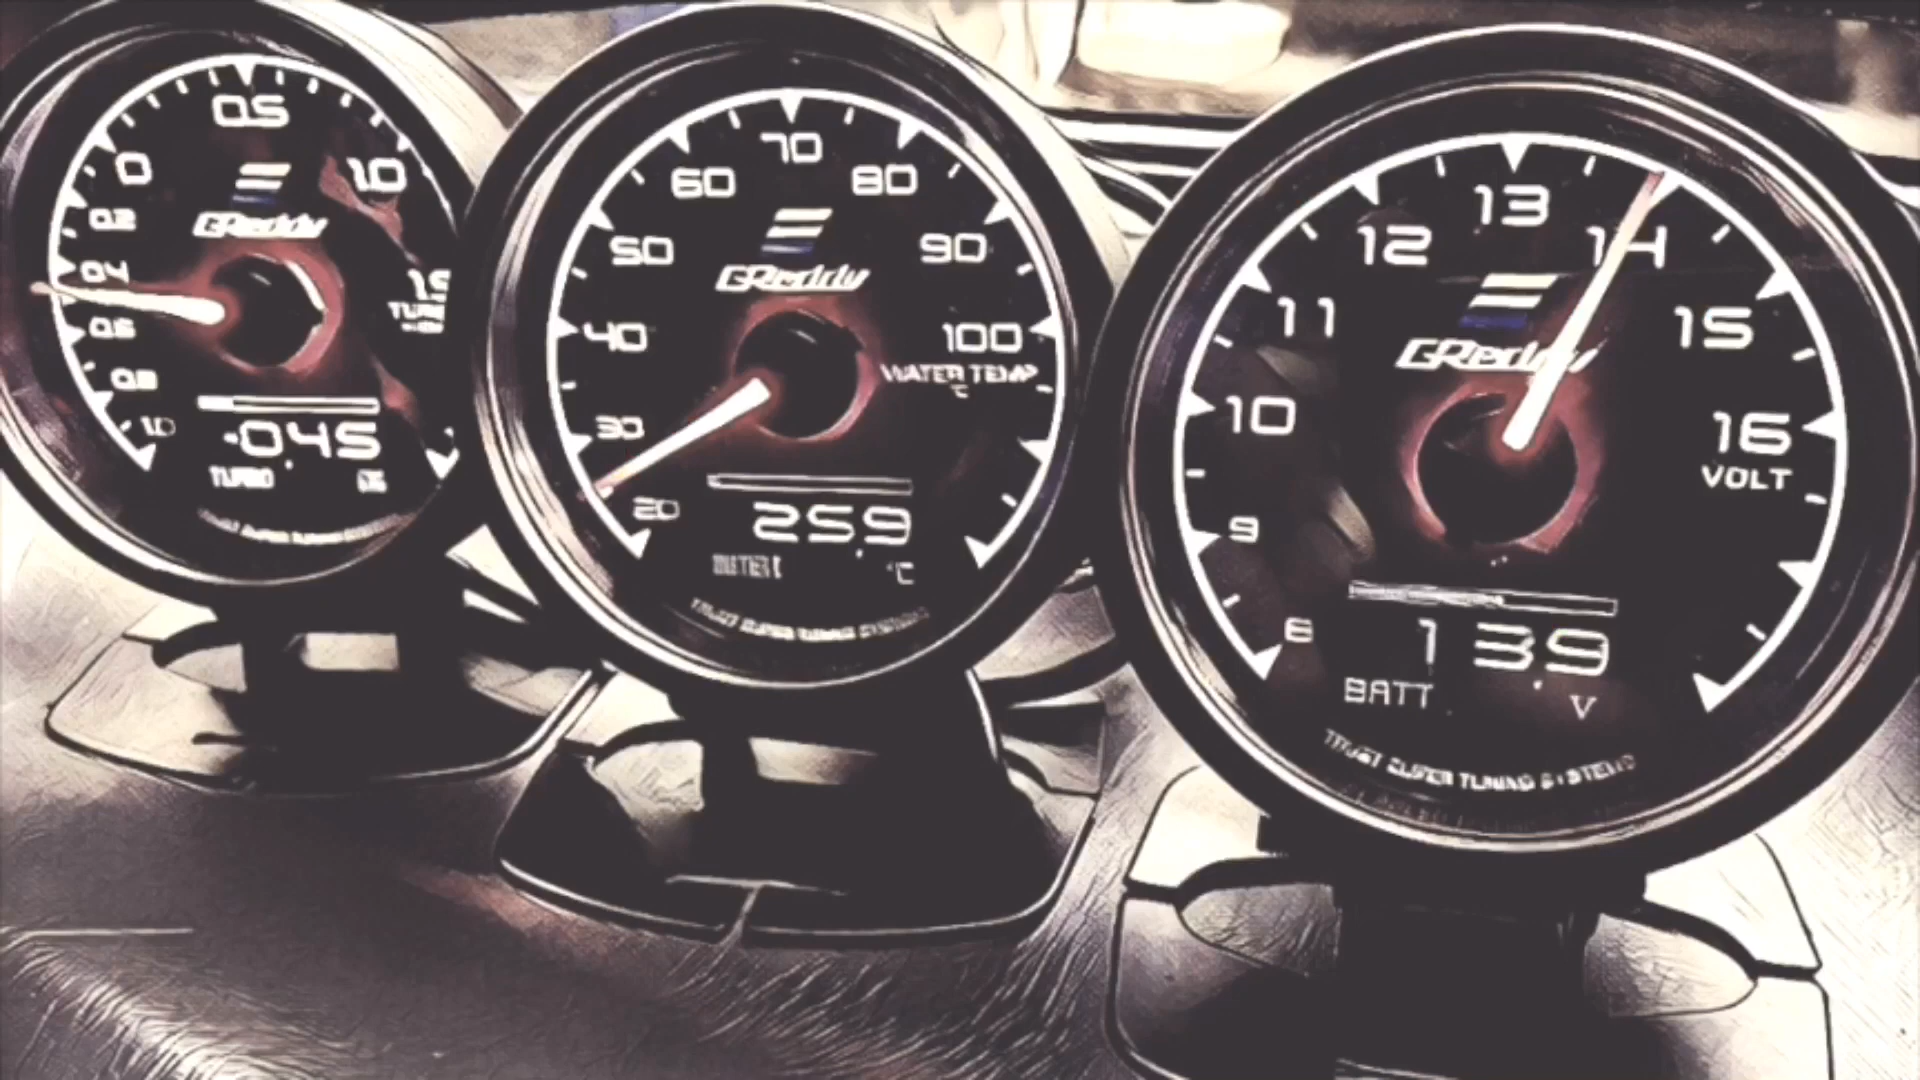 0.5
0
1.0
0.2
GReddy
0.4
0.6
0.8
1.0
-0.45
TURBO
70
60
80
50
90
GReddy
40
100
WATER TEMP
°C
30
20
25.9
WATER
°C
TRUST SUPER TUNING SYSTEMS
13
12
14
11
15
GReddy
10
16
VOLT
9
8
13.9
BATT
V
TRUST SUPER TUNING SYSTEMS